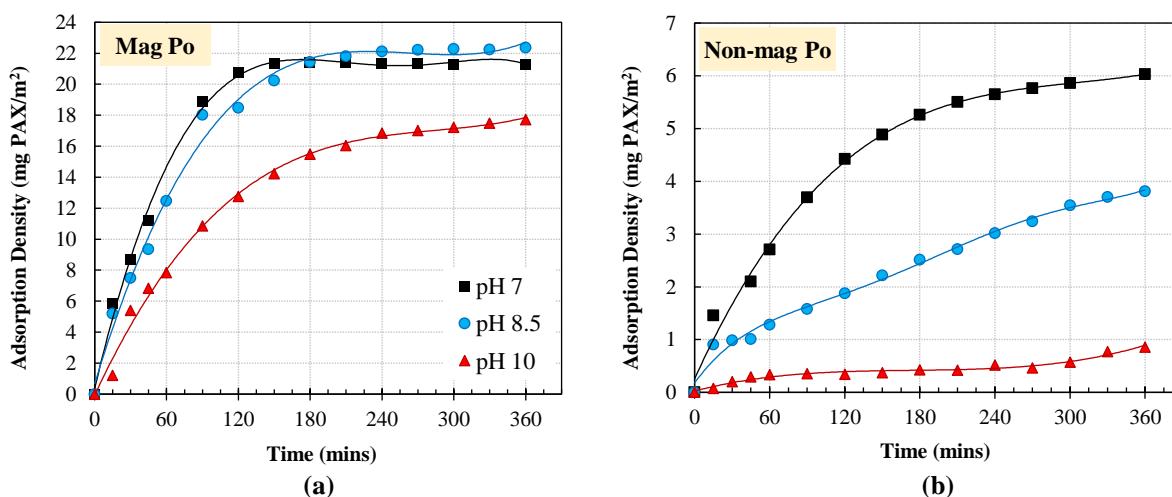 Mag Po
Adsorption Density (mg PAX/m²)
24
22
20
18
16
14
12
10
8
6
4
2
0
pH 7
pH 8.5
pH 10
0 60 120 180 240 300 360
Time (mins)
(a)
Non-mag Po
Adsorption Density (mg PAX/m²)
7
6
5
4
3
2
1
0
0 60 120 180 240 300 360
Time (mins)
(b)